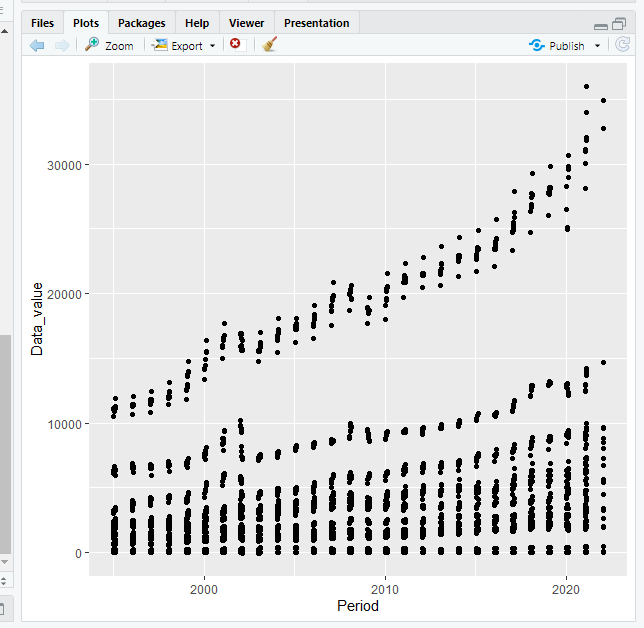 Files Plots Packages Help Viewer Presentation
Zoom Export Publish
30000
20000
10000
0
Data_value
2000 2010 2020
Period